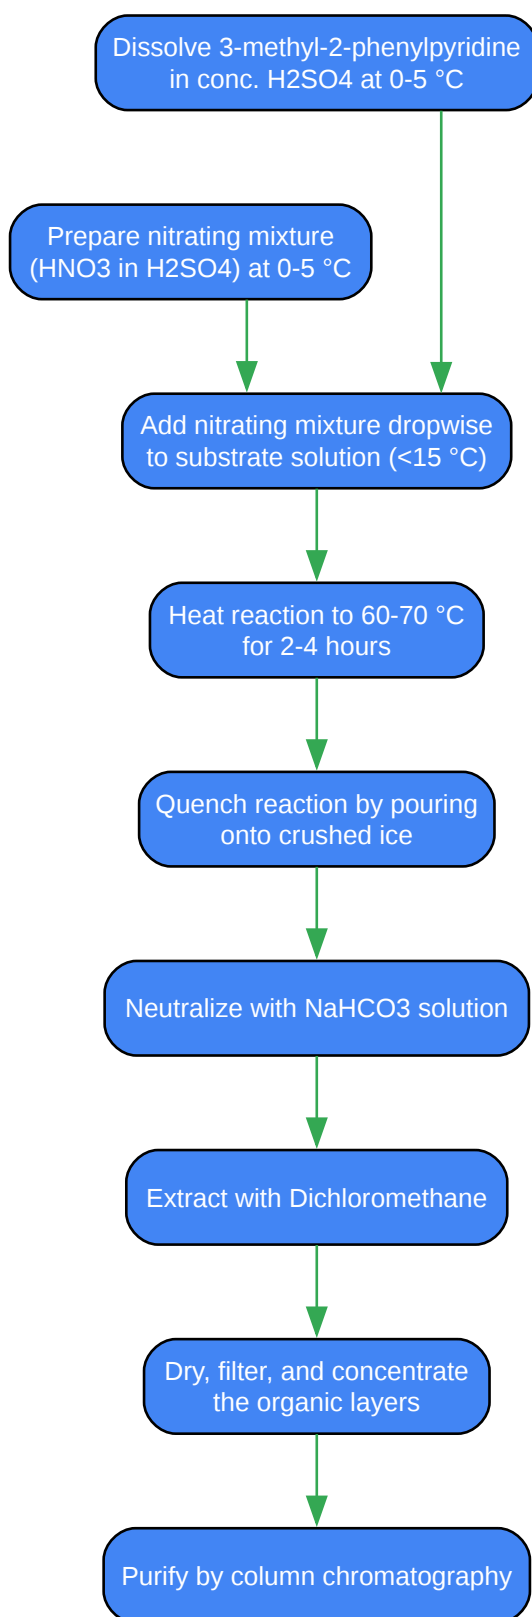 Dissolve 3-methyl-2-phenylpyridine
in conc. H2SO4 at 0-5 °C
Prepare nitrating mixture
(HNO3 in H2SO4) at 0-5 °C
Add nitrating mixture dropwise
to substrate solution (<15 °C)
Heat reaction to 60-70 °C
for 2-4 hours
Quench reaction by pouring
onto crushed ice
Neutralize with NaHCO3 solution
Extract with Dichloromethane
Dry, filter, and concentrate
the organic layers
Purify by column chromatography